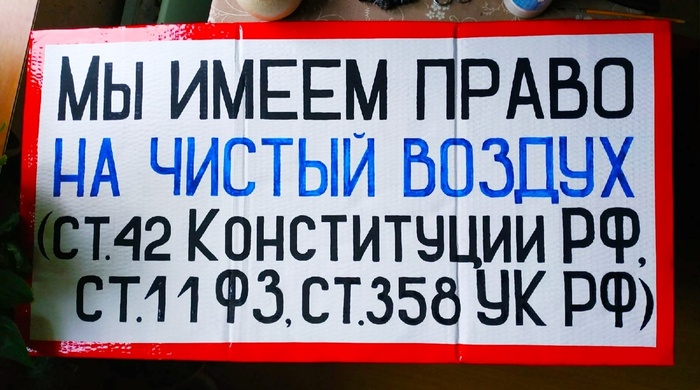 МЫ ИМЕЕМ ПРАВО
НА ЧИСТЫЙ ВОЗДУХ
(СТ.42 КОНСТИТУЦИИ РФ,
СТ.11 ФЗ, СТ.358 УК РФ)